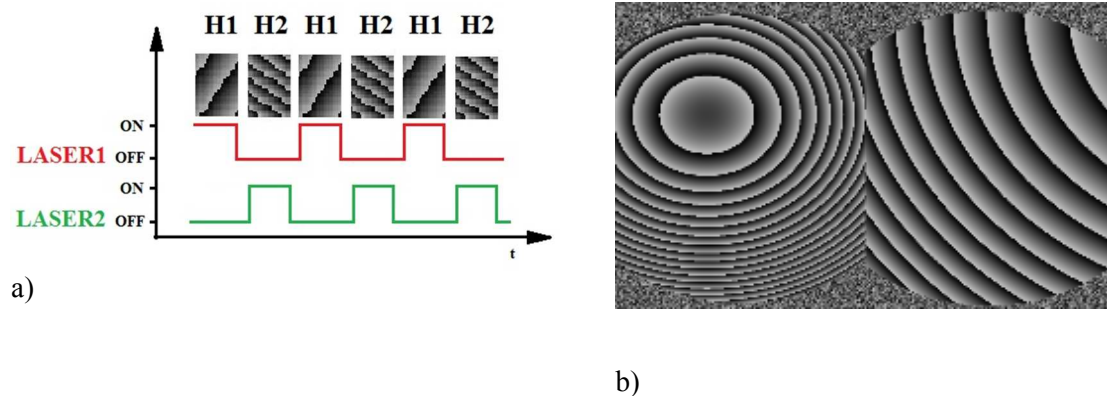 H1 H2 H1 H2 H1 H2
ON
LASER1 OFF
ON
LASER2 OFF
t
a)
b)